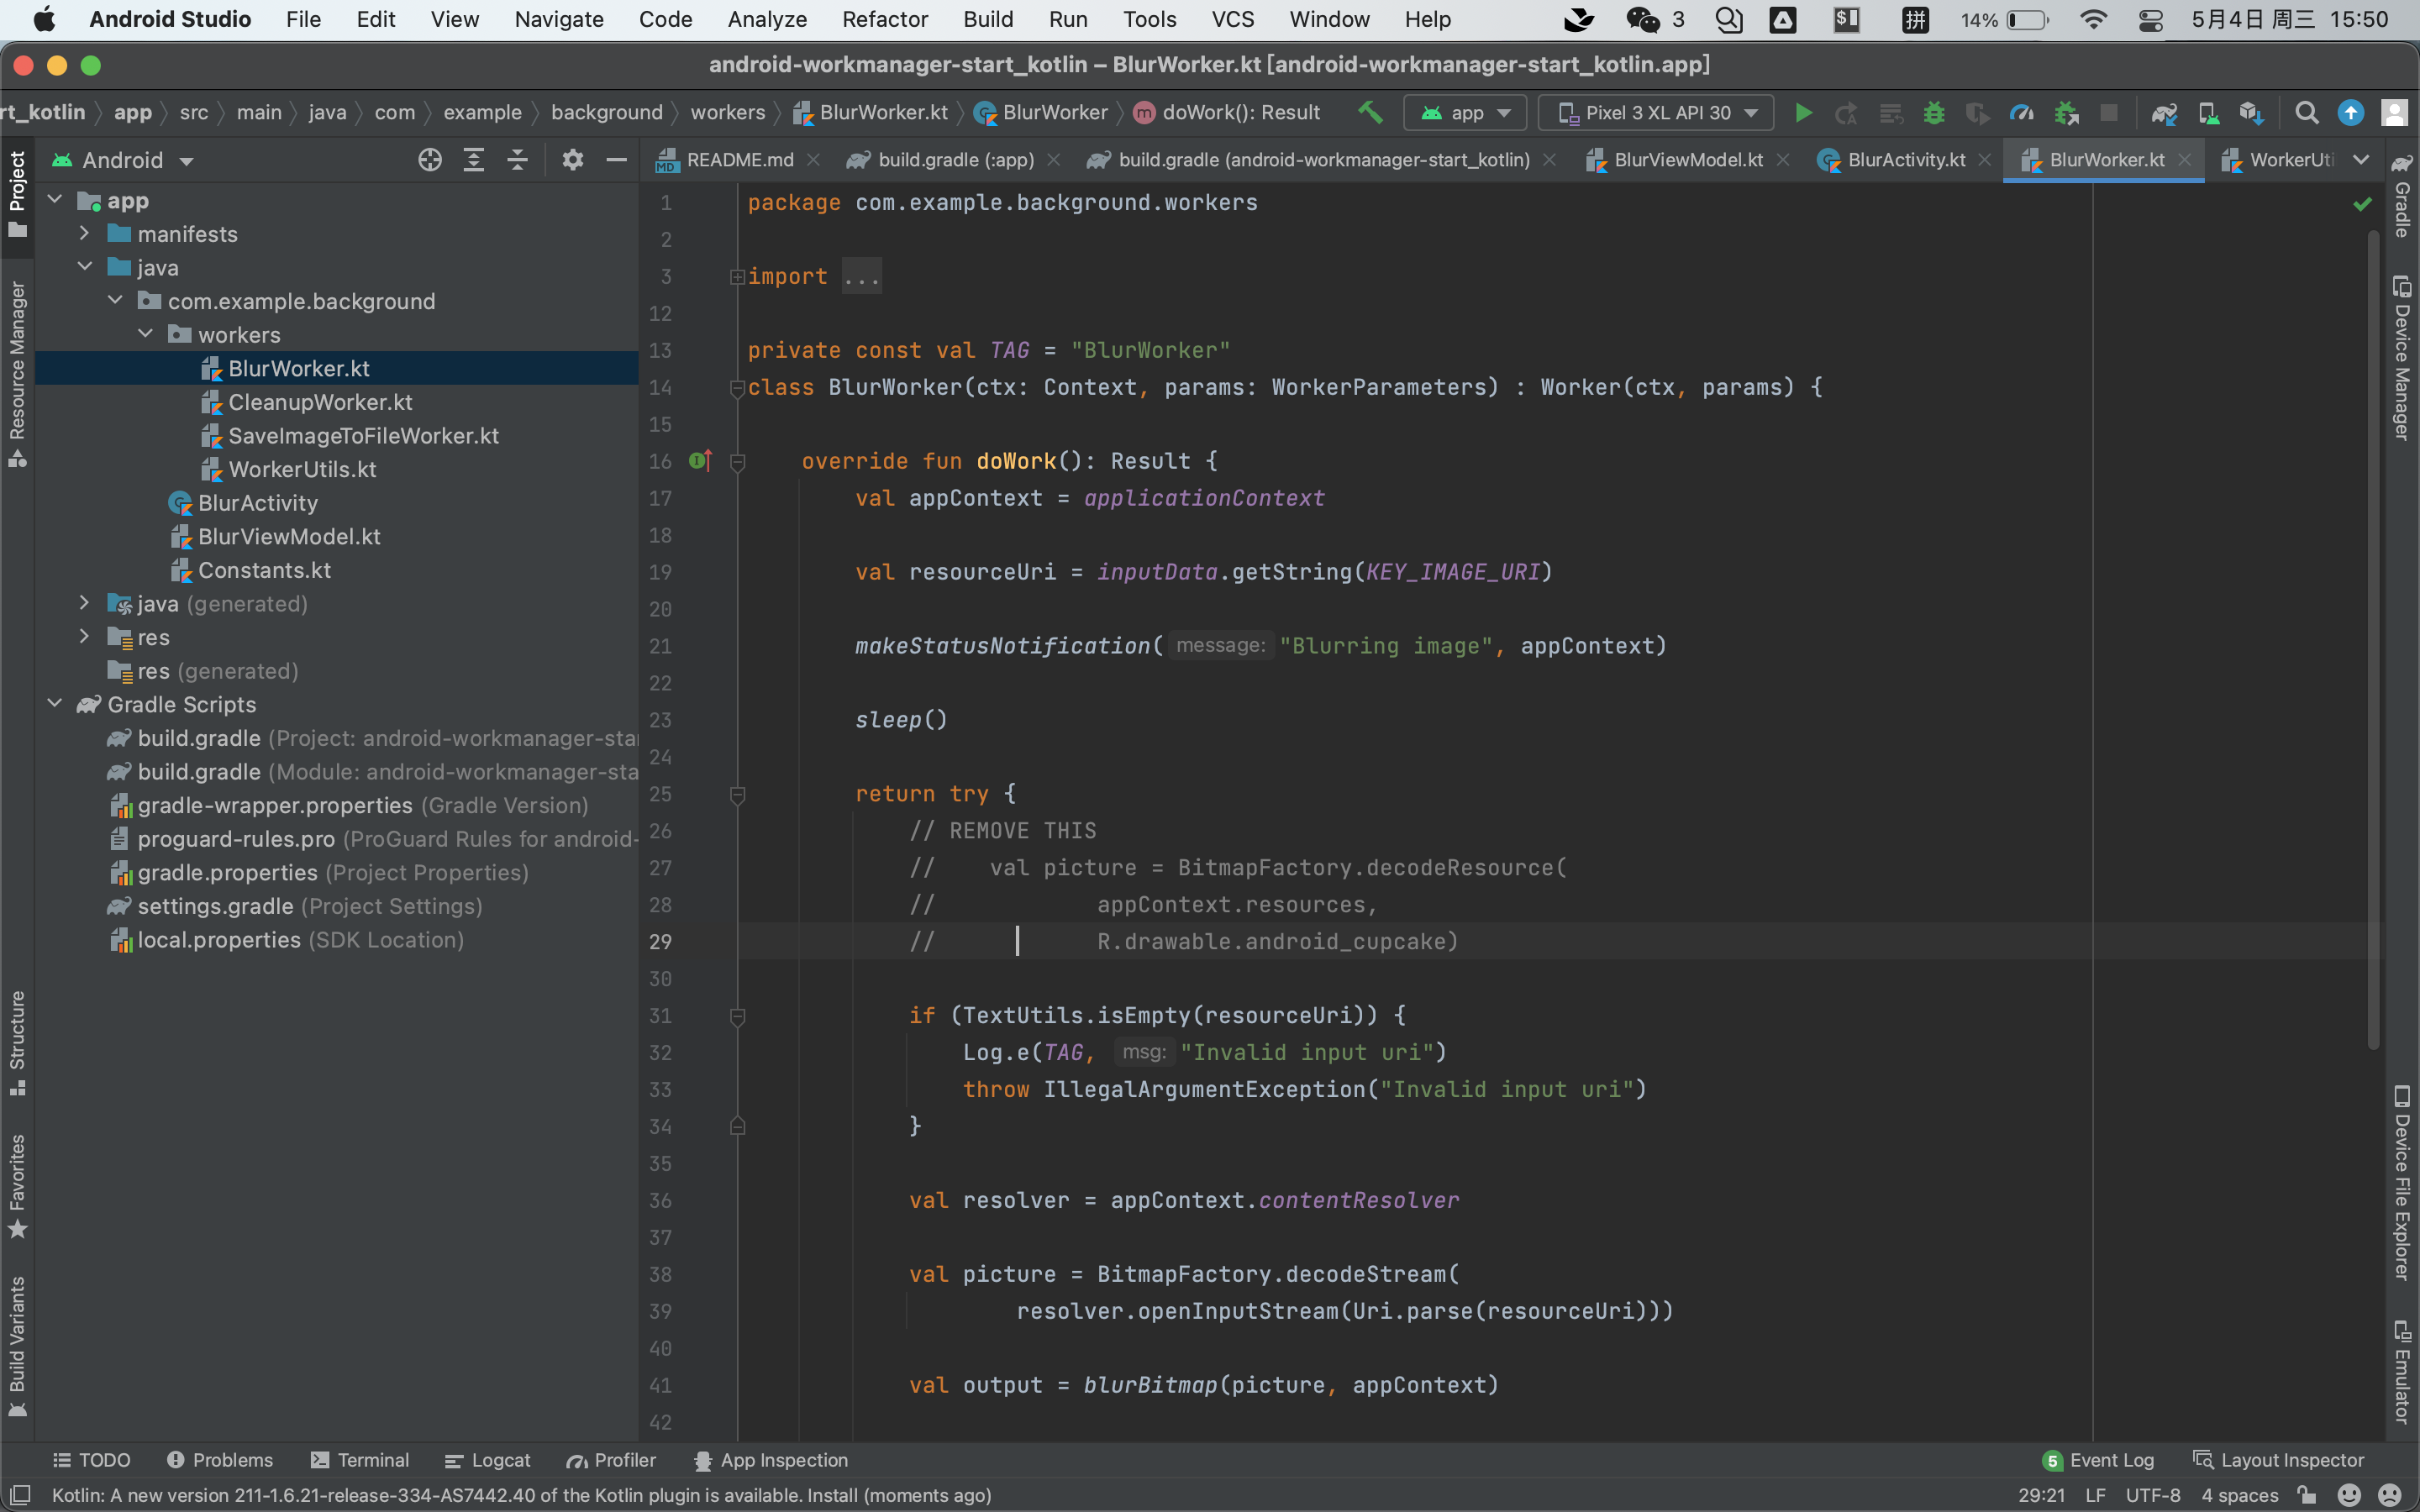 Android Studio File Edit View Navigate Code Analyze Refactor Build Run Tools VCS Window Help 3 $ 拼 14% 5月4日 周三 15:50
android-workmanager-start_kotlin – BlurWorker.kt [android-workmanager-start_kotlin.app]
rt_kotlin app src main java com example background workers BlurWorker.kt BlurWorker m doWork(): Result app Pixel 3 XL API 30
Android
README.md build.gradle (:app) build.gradle (android-workmanager-start_kotlin) BlurViewModel.kt BlurActivity.kt BlurWorker.kt WorkerUti
Project
Resource Manager
Structure
Favorites
Build Variants
app
manifests
java
com.example.background
workers
BlurWorker.kt
CleanupWorker.kt
SaveImageToFileWorker.kt
WorkerUtils.kt
BlurActivity
BlurViewModel.kt
Constants.kt
java (generated)
res
res (generated)
Gradle Scripts
build.gradle (Project: android-workmanager-sta
build.gradle (Module: android-workmanager-sta
gradle-wrapper.properties (Gradle Version)
proguard-rules.pro (ProGuard Rules for android-
gradle.properties (Project Properties)
settings.gradle (Project Settings)
local.properties (SDK Location)
1 package com.example.background.workers
2
3 import ...
12
13 private const val TAG = "BlurWorker"
14 class BlurWorker(ctx: Context, params: WorkerParameters) : Worker(ctx, params) {
15
16 override fun doWork(): Result {
17 val appContext = applicationContext
18
19 val resourceUri = inputData.getString(KEY_IMAGE_URI)
20
21 makeStatusNotification( message: "Blurring image", appContext)
22
23 sleep()
24
25 return try {
26 // REMOVE THIS
27 // val picture = BitmapFactory.decodeResource(
28 // appContext.resources,
29 // R.drawable.android_cupcake)
30
31 if (TextUtils.isEmpty(resourceUri)) {
32 Log.e(TAG, msg: "Invalid input uri")
33 throw IllegalArgumentException("Invalid input uri")
34 }
35
36 val resolver = appContext.contentResolver
37
38 val picture = BitmapFactory.decodeStream(
39 resolver.openInputStream(Uri.parse(resourceUri)))
40
41 val output = blurBitmap(picture, appContext)
42
Gradle
Device Manager
Device File Explorer
Emulator
TODO Problems Terminal Logcat Profiler App Inspection 5 Event Log Layout Inspector
Kotlin: A new version 211-1.6.21-release-334-AS7442.40 of the Kotlin plugin is available. Install (moments ago) 29:21 LF UTF-8 4 spaces